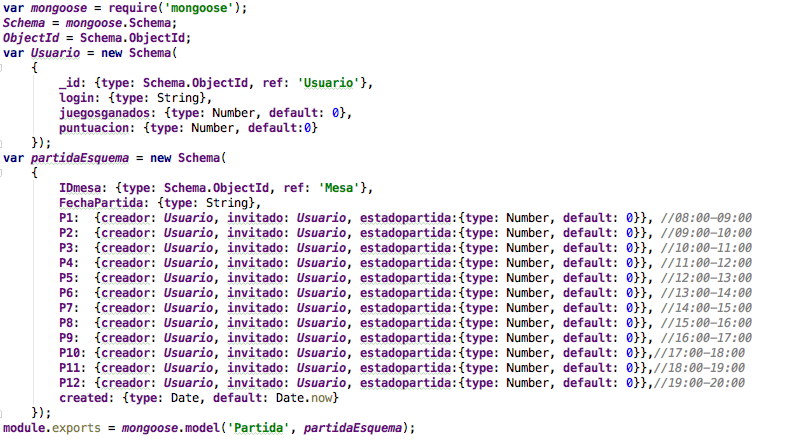 var mongoose = require('mongoose');
Schema = mongoose.Schema;
ObjectId = Schema.ObjectId;
var Usuario = new Schema(
    {
        _id: {type: Schema.ObjectId, ref: 'Usuario'},
        login: {type: String},
        juegosganados: {type: Number, default: 0},
        puntuacion: {type: Number, default:0}
    });
var partidaEsquema = new Schema(
    {
        IDmesa: {type: Schema.ObjectId, ref: 'Mesa'},
        FechaPartida: {type: String},
        P1:  {creador: Usuario, invitado: Usuario, estadopartida:{type: Number, default: 0}}, //08:00-09:00
        P2:  {creador: Usuario, invitado: Usuario, estadopartida:{type: Number, default: 0}}, //09:00-10:00
        P3:  {creador: Usuario, invitado: Usuario, estadopartida:{type: Number, default: 0}}, //10:00-11:00
        P4:  {creador: Usuario, invitado: Usuario, estadopartida:{type: Number, default: 0}}, //11:00-12:00
        P5:  {creador: Usuario, invitado: Usuario, estadopartida:{type: Number, default: 0}}, //12:00-13:00
        P6:  {creador: Usuario, invitado: Usuario, estadopartida:{type: Number, default: 0}}, //13:00-14:00
        P7:  {creador: Usuario, invitado: Usuario, estadopartida:{type: Number, default: 0}}, //14:00-15:00
        P8:  {creador: Usuario, invitado: Usuario, estadopartida:{type: Number, default: 0}}, //15:00-16:00
        P9:  {creador: Usuario, invitado: Usuario, estadopartida:{type: Number, default: 0}}, //16:00-17:00
        P10: {creador: Usuario, invitado: Usuario, estadopartida:{type: Number, default: 0}},//17:00-18:00
        P11: {creador: Usuario, invitado: Usuario, estadopartida:{type: Number, default: 0}},//18:00-19:00
        P12: {creador: Usuario, invitado: Usuario, estadopartida:{type: Number, default: 0}},//19:00-20:00
        created: {type: Date, default: Date.now}
    });
module.exports = mongoose.model('Partida', partidaEsquema);